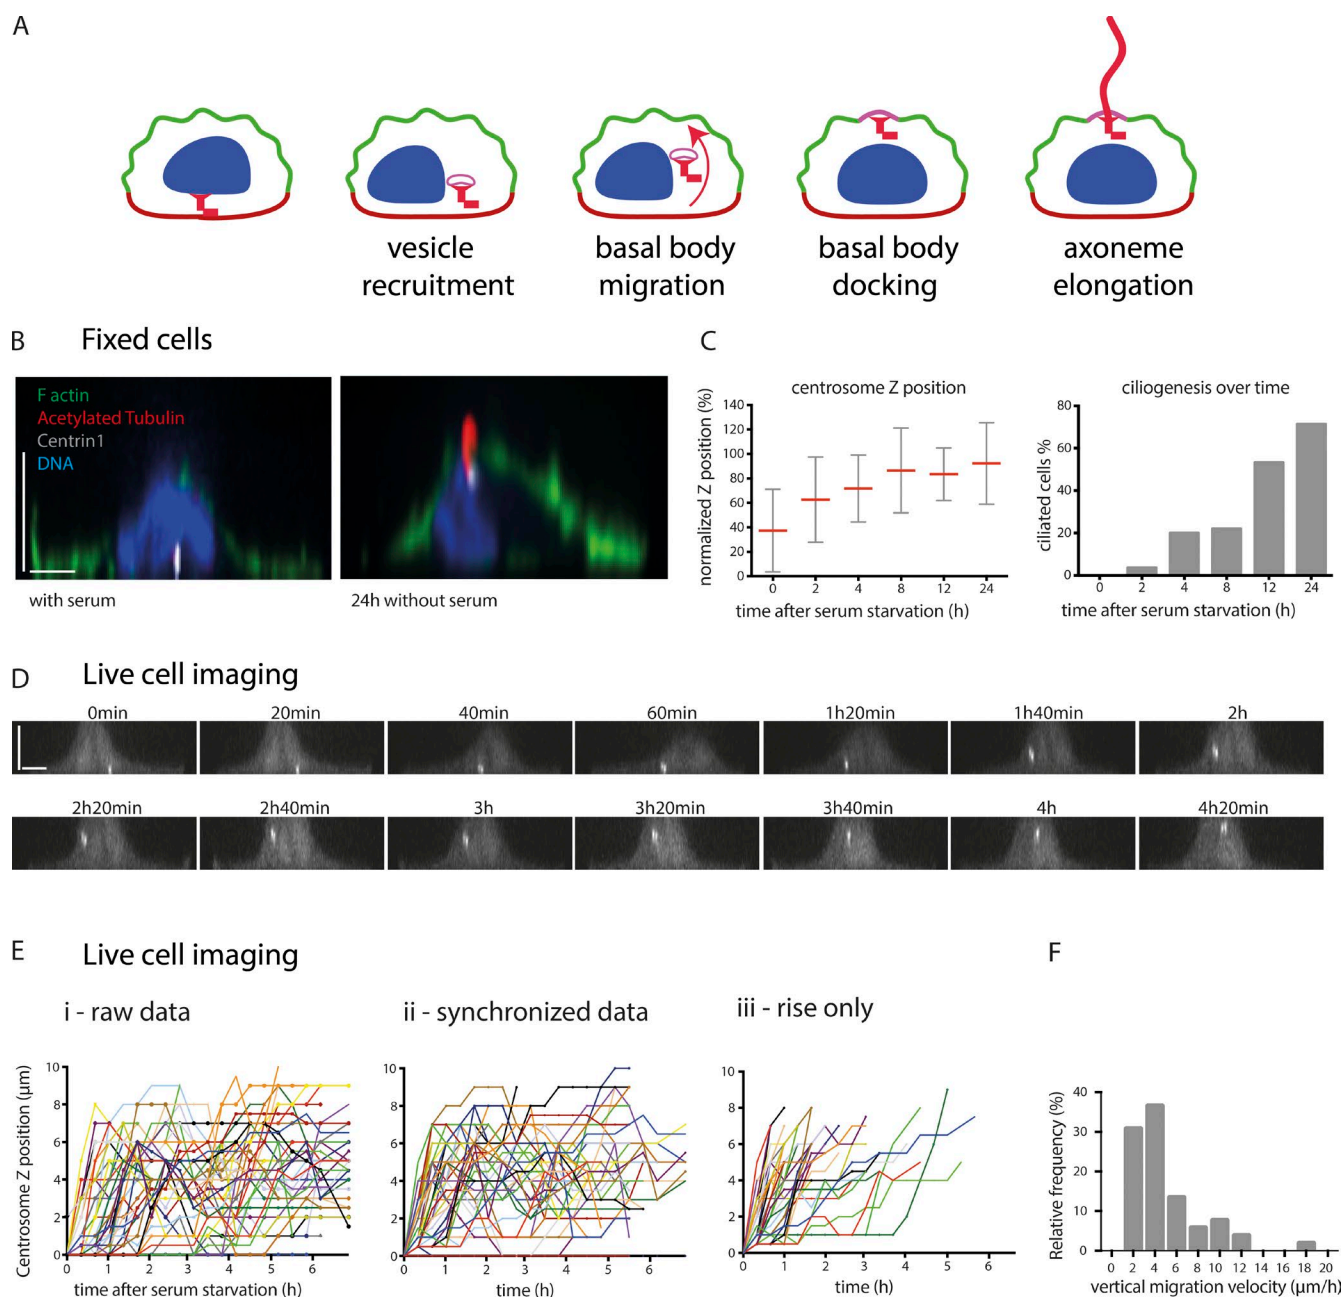 A
vesicle recruitment
basal body migration
basal body docking
axoneme elongation
B Fixed cells
F actin
Acetylated Tubulin
Centrin1
DNA
with serum
24h without serum
C
centrosome Z position
normalized Z position (%)
140
120
100
80
60
40
20
0
0 2 4 8 12 24
time after serum starvation (h)
ciliogenesis over time
ciliated cells %
80
60
40
20
0
0 2 4 8 12 24
time after serum starvation (h)
D Live cell imaging
0min 20min 40min 60min 1h20min 1h40min 2h
2h20min 2h40min 3h 3h20min 3h40min 4h 4h20min
E Live cell imaging
i - raw data
Centrosome Z position (µm)
10
8
6
4
2
0
0 1 2 3 4 5 6
time after serum starvation (h)
ii - synchronized data
10
8
6
4
2
0
0 1 2 3 4 5 6
time (h)
iii - rise only
10
8
6
4
2
0
0 1 2 3 4 5 6
time (h)
F
Relative frequency (%)
40
30
20
10
0
0 2 4 6 8 10 12 14 16 18 20
vertical migration velocity (µm/h)